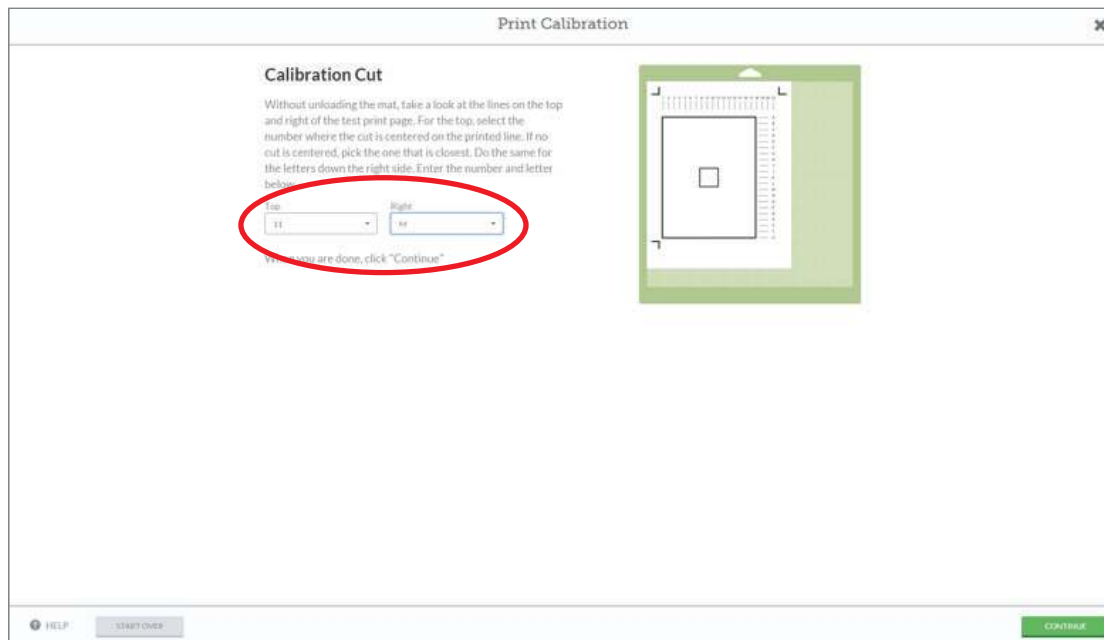 Print Calibration
Calibration Cut
Without unloading the mat, take a look at the lines on the top
and right of the test print page. For the top, select the
number where the cut is centered on the printed line. If no
cut is centered, pick the one that is closest. Do the same for
the letters down the right side. Enter the number and letter
below.
Top Right
11
When you are done, click "Continue"
HELP START OVER CONTINUE